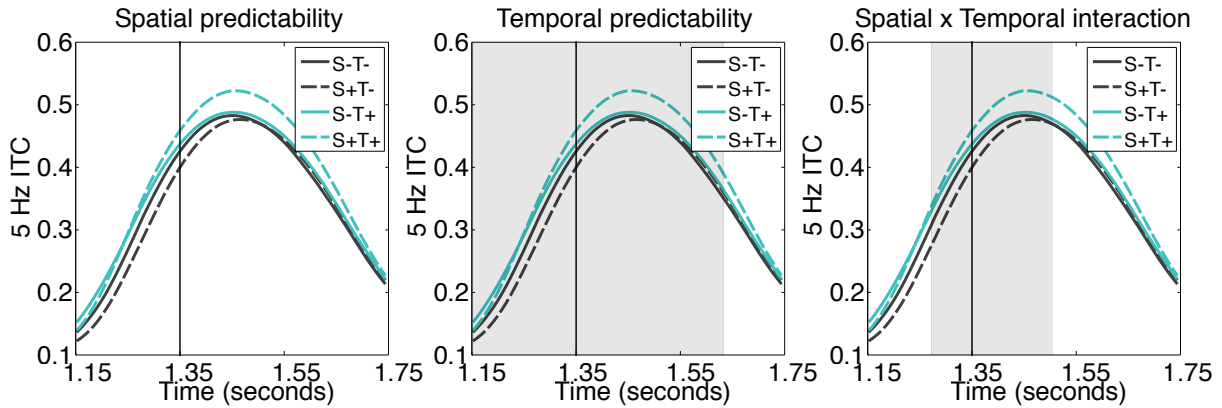 Spatial predictability
0.6
0.5
0.4
0.3
0.2
0.1
5 Hz ITC
S-T-
S+T-
S-T+
S+T+
1.15 1.35 1.55 1.75
Time (seconds)
Temporal predictability
0.6
0.5
0.4
0.3
0.2
0.1
5 Hz ITC
S-T-
S+T-
S-T+
S+T+
1.15 1.35 1.55 1.75
Time (seconds)
Spatial x Temporal interaction
0.6
0.5
0.4
0.3
0.2
0.1
5 Hz ITC
S-T-
S+T-
S-T+
S+T+
1.15 1.35 1.55 1.75
Time (seconds)